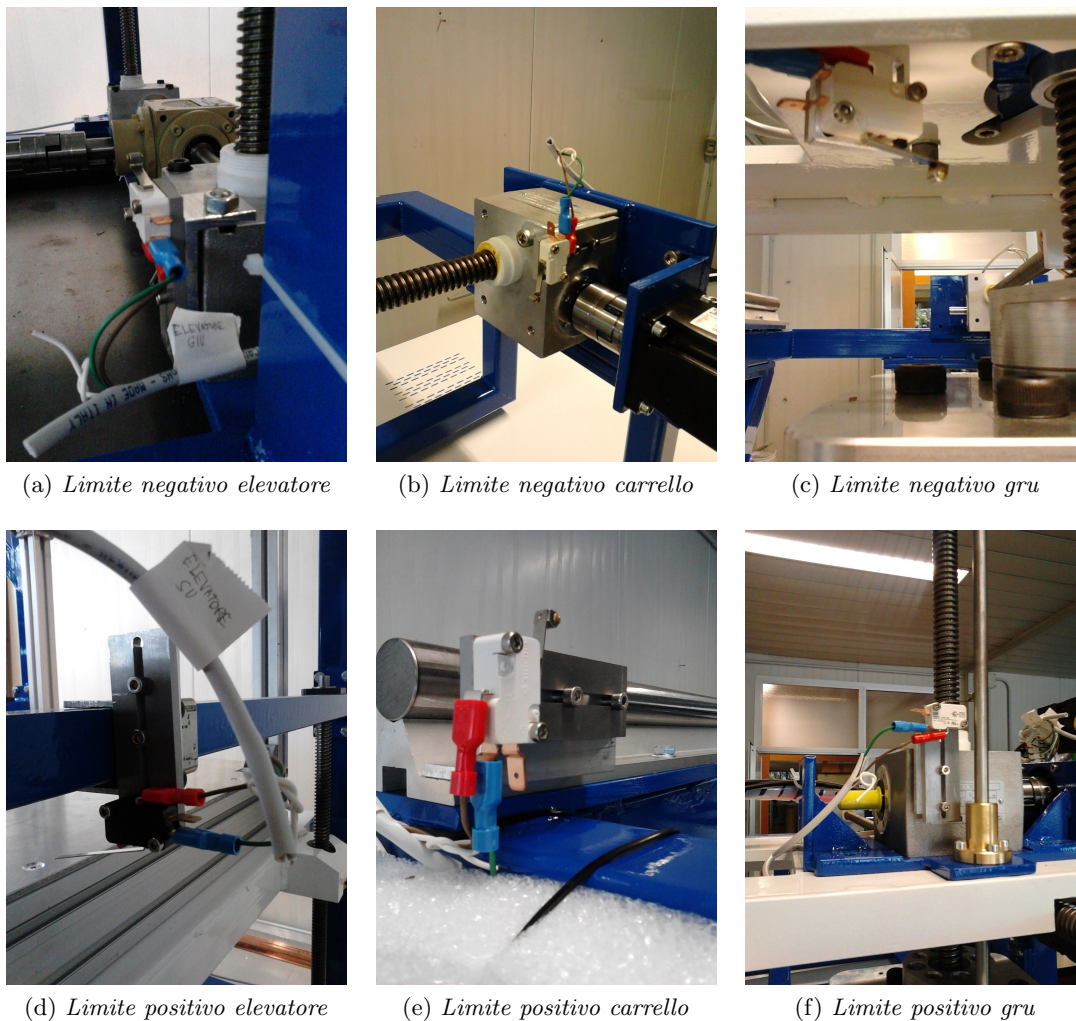 ELEVATORE
GIU
MADE IN ITALY
(a) Limite negativo elevatore
(b) Limite negativo carrello
(c) Limite negativo gru
ELEVATORE
SU
(d) Limite positivo elevatore
(e) Limite positivo carrello
(f) Limite positivo gru